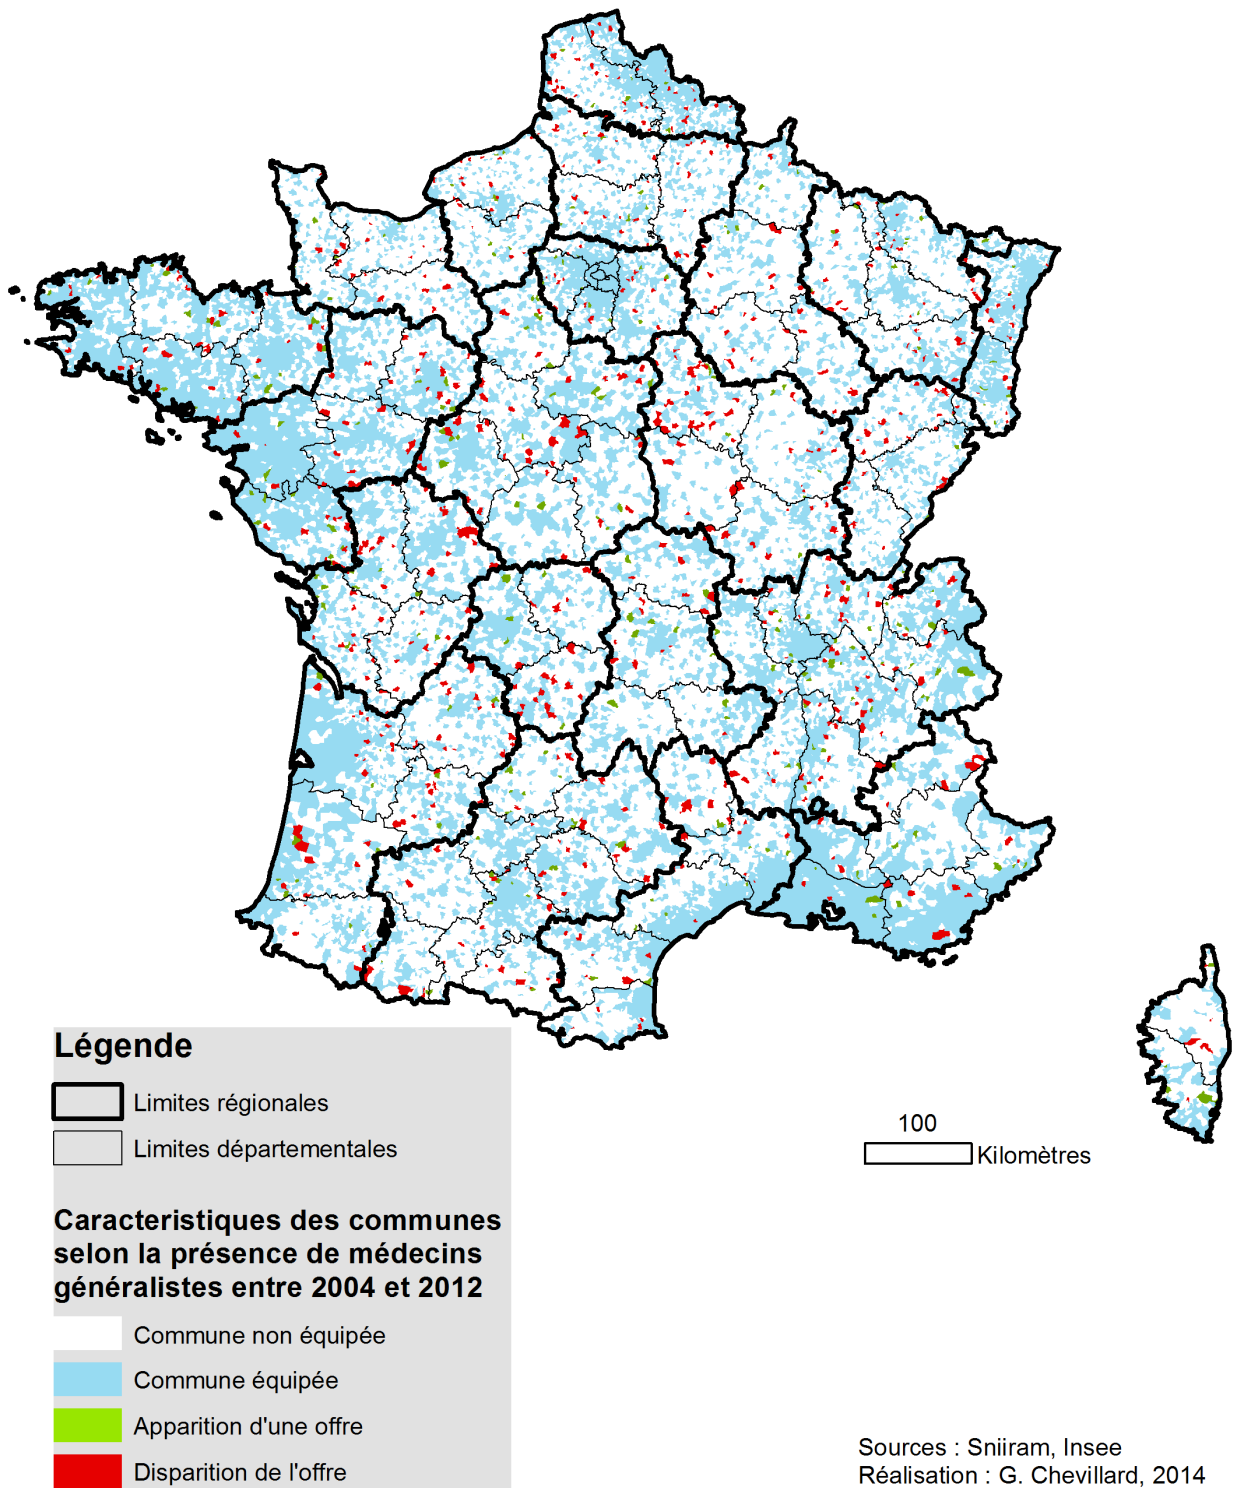 Légende
Limites régionales
Limites départementales
Caracteristiques des communes
selon la présence de médecins
généralistes entre 2004 et 2012
Commune non équipée
Commune équipée
Apparition d'une offre
Disparition de l'offre
100
Kilomètres
Sources : Sniiram, Insee
Réalisation : G. Chevillard, 2014